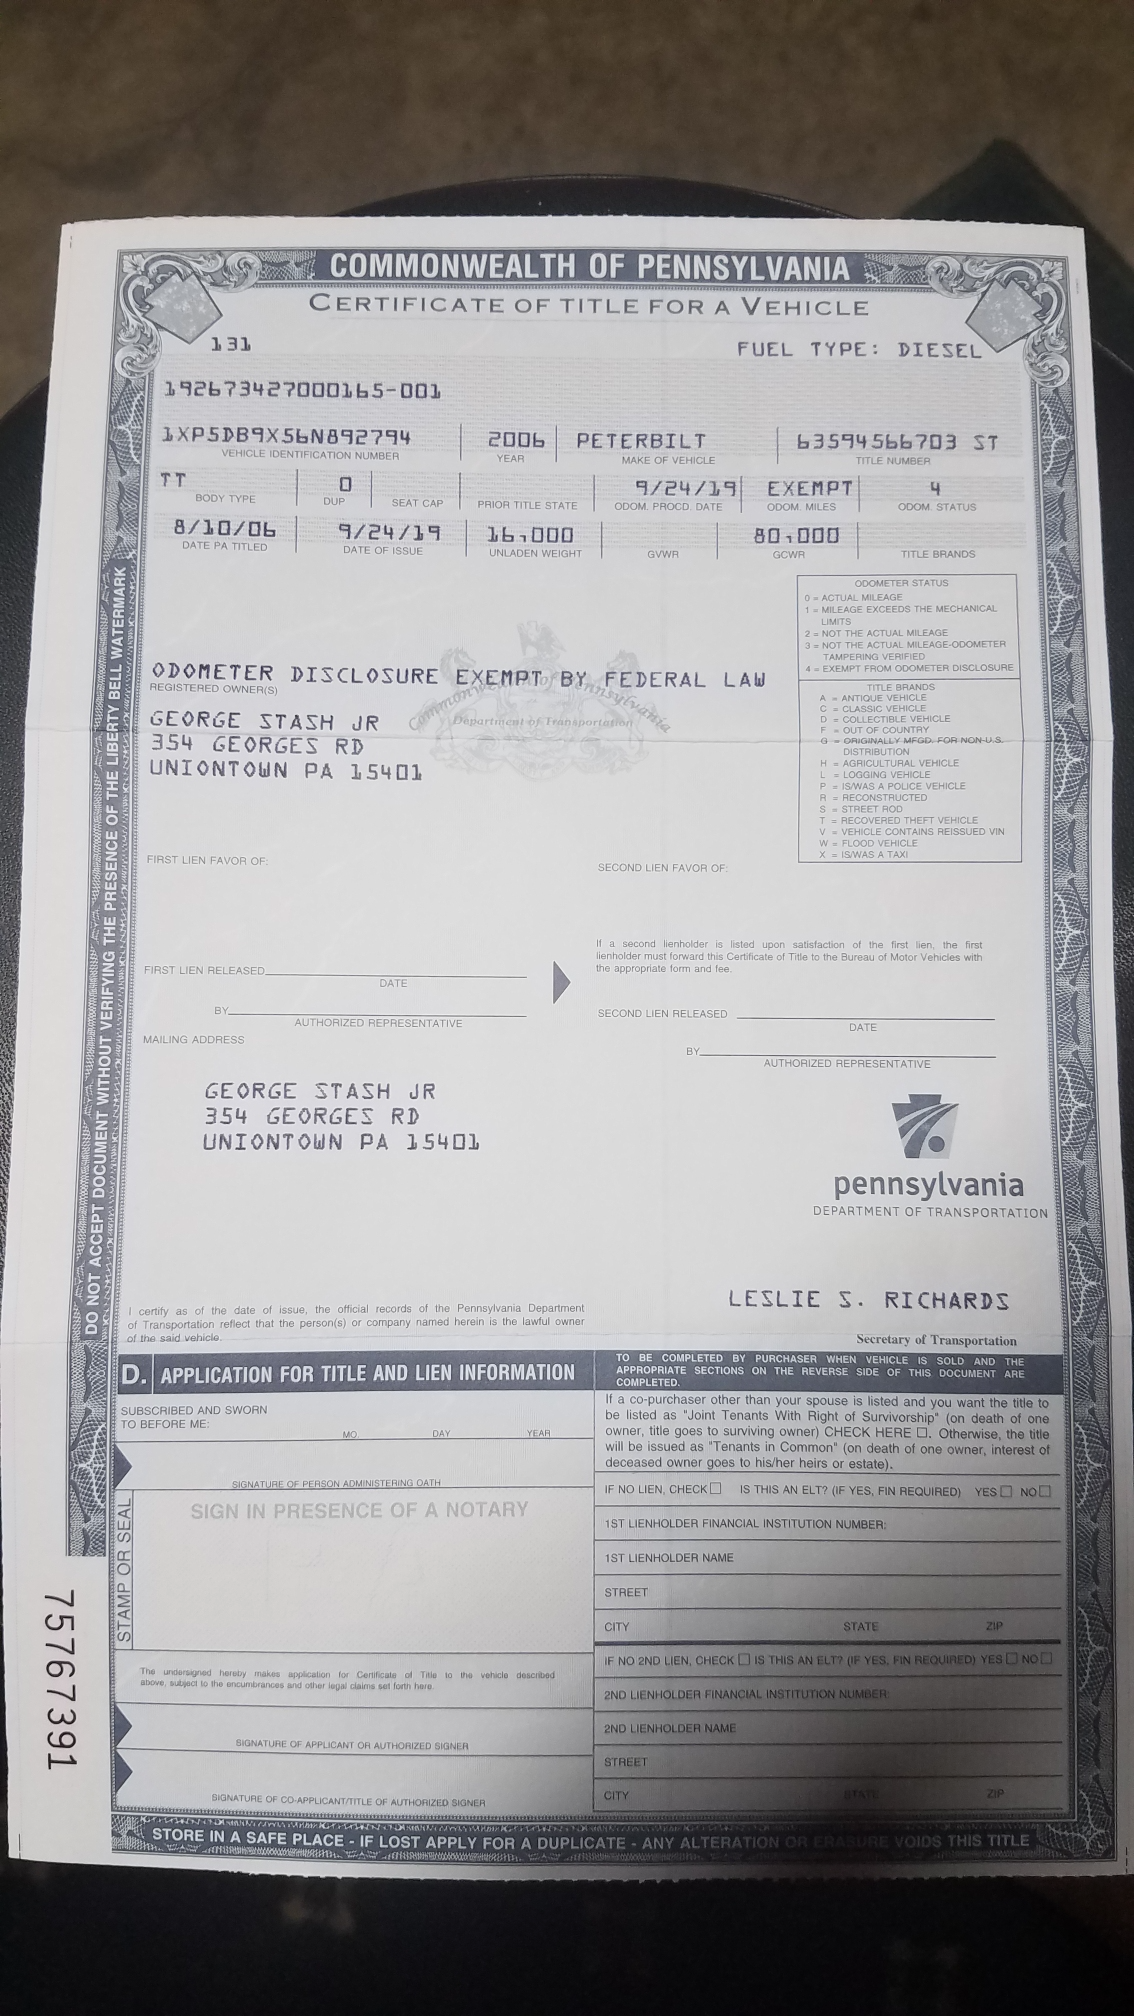 COMMONWEALTH OF PENNSYLVANIA
CERTIFICATE OF TITLE FOR A VEHICLE
131
FUEL TYPE: DIESEL
192673427000165-001
1XP5DB9X56N892794 2006 PETERBILT 63594566703 ST
VEHICLE IDENTIFICATION NUMBER YEAR MAKE OF VEHICLE TITLE NUMBER
TT 0 9/24/19 EXEMPT 4
BODY TYPE DUP SEAT CAP PRIOR TITLE STATE ODOM. PROCD. DATE ODOM. MILES ODOM. STATUS
8/10/06 9/24/19 16,000 80,000
DATE PA TITLED DATE OF ISSUE UNLADEN WEIGHT GVWR GCWR TITLE BRANDS
ODOMETER STATUS
0 = ACTUAL MILEAGE
1 = MILEAGE EXCEEDS THE MECHANICAL
LIMITS
2 = NOT THE ACTUAL MILEAGE
3 = NOT THE ACTUAL MILEAGE-ODOMETER
TAMPERING VERIFIED
4 = EXEMPT FROM ODOMETER DISCLOSURE
TITLE BRANDS
A = ANTIQUE VEHICLE
C = CLASSIC VEHICLE
D = COLLECTIBLE VEHICLE
F = OUT OF COUNTRY
G = ORIGINALLY MFGD. FOR NON-U.S.
DISTRIBUTION
H = AGRICULTURAL VEHICLE
L = LOGGING VEHICLE
P = IS/WAS A POLICE VEHICLE
R = RECONSTRUCTED
S = STREET ROD
T = RECOVERED THEFT VEHICLE
V = VEHICLE CONTAINS REISSUED VIN
W = FLOOD VEHICLE
X = IS/WAS A TAXI
ODOMETER DISCLOSURE EXEMPT BY FEDERAL LAW
REGISTERED OWNER(S)
GEORGE STASH JR
354 GEORGES RD
UNIONTOWN PA 15401
Commonwealth of Pennsylvania
Department of Transportation
FIRST LIEN FAVOR OF:
SECOND LIEN FAVOR OF:
If a second lienholder is listed upon satisfaction of the first lien, the first
lienholder must forward this Certificate of Title to the Bureau of Motor Vehicles with
the appropriate form and fee.
FIRST LIEN RELEASED
DATE
BY
AUTHORIZED REPRESENTATIVE
SECOND LIEN RELEASED
DATE
BY
AUTHORIZED REPRESENTATIVE
MAILING ADDRESS
GEORGE STASH JR
354 GEORGES RD
UNIONTOWN PA 15401
pennsylvania
DEPARTMENT OF TRANSPORTATION
I certify as of the date of issue, the official records of the Pennsylvania Department
of Transportation reflect that the person(s) or company named herein is the lawful owner
of the said vehicle.
LESLIE S. RICHARDS
Secretary of Transportation
D. APPLICATION FOR TITLE AND LIEN INFORMATION
TO BE COMPLETED BY PURCHASER WHEN VEHICLE IS SOLD AND THE
APPROPRIATE SECTIONS ON THE REVERSE SIDE OF THIS DOCUMENT ARE
COMPLETED.
SUBSCRIBED AND SWORN
TO BEFORE ME:
MO. DAY YEAR
SIGNATURE OF PERSON ADMINISTERING OATH
SIGN IN PRESENCE OF A NOTARY
STAMP OR SEAL
The undersigned hereby makes application for Certificate of Title to the vehicle described
above, subject to the encumbrances and other legal claims set forth here.
SIGNATURE OF APPLICANT OR AUTHORIZED SIGNER
SIGNATURE OF CO-APPLICANT/TITLE OF AUTHORIZED SIGNER
If a co-purchaser other than your spouse is listed and you want the title to
be listed as "Joint Tenants With Right of Survivorship" (on death of one
owner, title goes to surviving owner) CHECK HERE ☐. Otherwise, the title
will be issued as "Tenants in Common" (on death of one owner, interest of
deceased owner goes to his/her heirs or estate).
IF NO LIEN, CHECK ☐ IS THIS AN ELT? (IF YES, FIN REQUIRED) YES ☐ NO ☐
1ST LIENHOLDER FINANCIAL INSTITUTION NUMBER:
1ST LIENHOLDER NAME
STREET
CITY STATE ZIP
IF NO 2ND LIEN, CHECK ☐ IS THIS AN ELT? (IF YES, FIN REQUIRED) YES ☐ NO ☐
2ND LIENHOLDER FINANCIAL INSTITUTION NUMBER:
2ND LIENHOLDER NAME
STREET
CITY STATE ZIP
STORE IN A SAFE PLACE - IF LOST APPLY FOR A DUPLICATE - ANY ALTERATION OR ERASURE VOIDS THIS TITLE
DO NOT ACCEPT DOCUMENT WITHOUT VERIFYING THE PRESENCE OF THE LIBERTY BELL WATERMARK
75767391